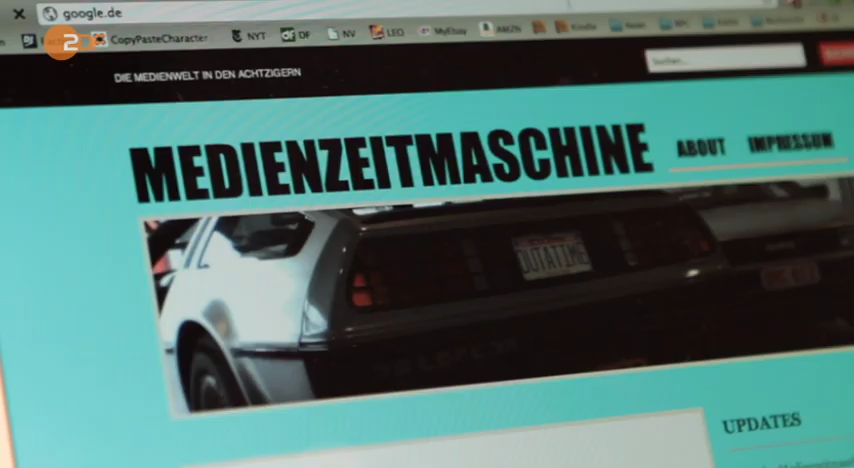 google.de
CopyPasteCharacter NYT DF NV LEO MyEbay AMZN Kindle
DIE MEDIENWELT IN DEN ACHTZIGERN
MEDIENZEITMASCHINE
ABOUT IMPRESSUM
OUTATIME
UPDATES